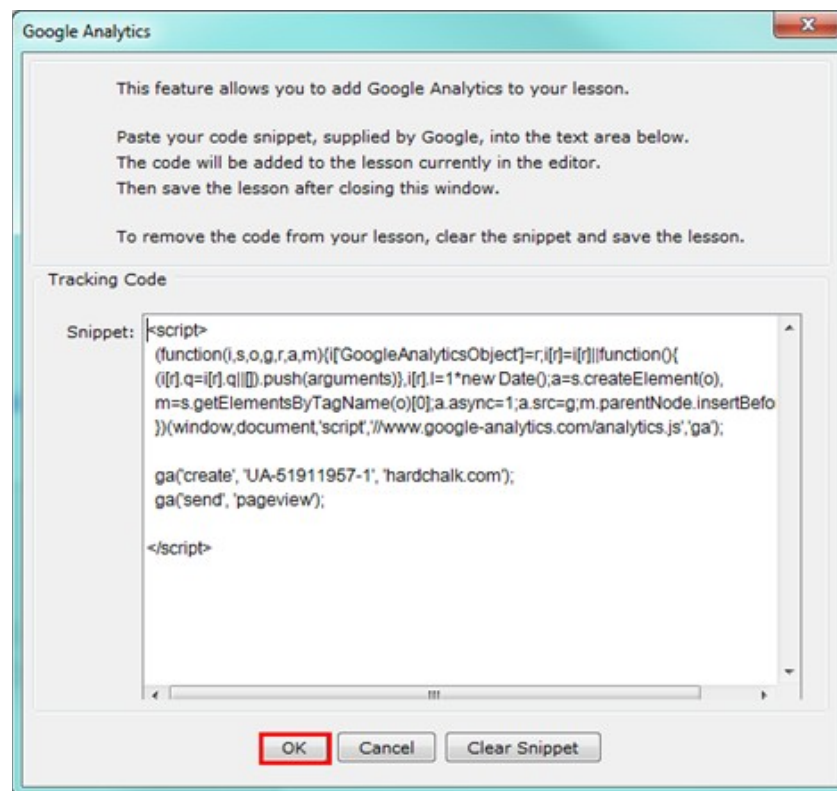 Google Analytics
This feature allows you to add Google Analytics to your lesson.
Paste your code snippet, supplied by Google, into the text area below.
The code will be added to the lesson currently in the editor.
Then save the lesson after closing this window.
To remove the code from your lesson, clear the snippet and save the lesson.
Tracking Code
Snippet:
<script>
(function(i,s,o,g,r,a,m){i['GoogleAnalyticsObject']=r;i[r]=i[r]||function(){
(i[r].q=i[r].q||[]).push(arguments)},i[r].l=1*new Date();a=s.createElement(o),
m=s.getElementsByTagName(o)[0];a.async=1;a.src=g;m.parentNode.insertBefo
})(window,document,'script','//www.google-analytics.com/analytics.js','ga');
ga('create', 'UA-51911957-1', 'hardchalk.com');
ga('send', 'pageview');
</script>
OK Cancel Clear Snippet